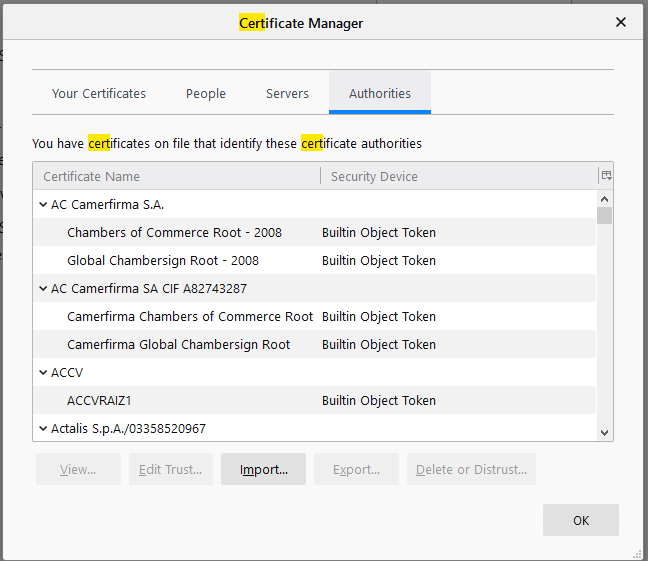 Certificate Manager
Your Certificates People Servers Authorities
You have certificates on file that identify these certificate authorities
Certificate Name Security Device
AC Camerfirma S.A.
Chambers of Commerce Root - 2008 Builtin Object Token
Global Chambersign Root - 2008 Builtin Object Token
AC Camerfirma SA CIF A82743287
Camerfirma Chambers of Commerce Root Builtin Object Token
Camerfirma Global Chambersign Root Builtin Object Token
ACCV
ACCVRAIZ1 Builtin Object Token
Actalis S.p.A./03358520967
View... Edit Trust... Import... Export... Delete or Distrust...
OK